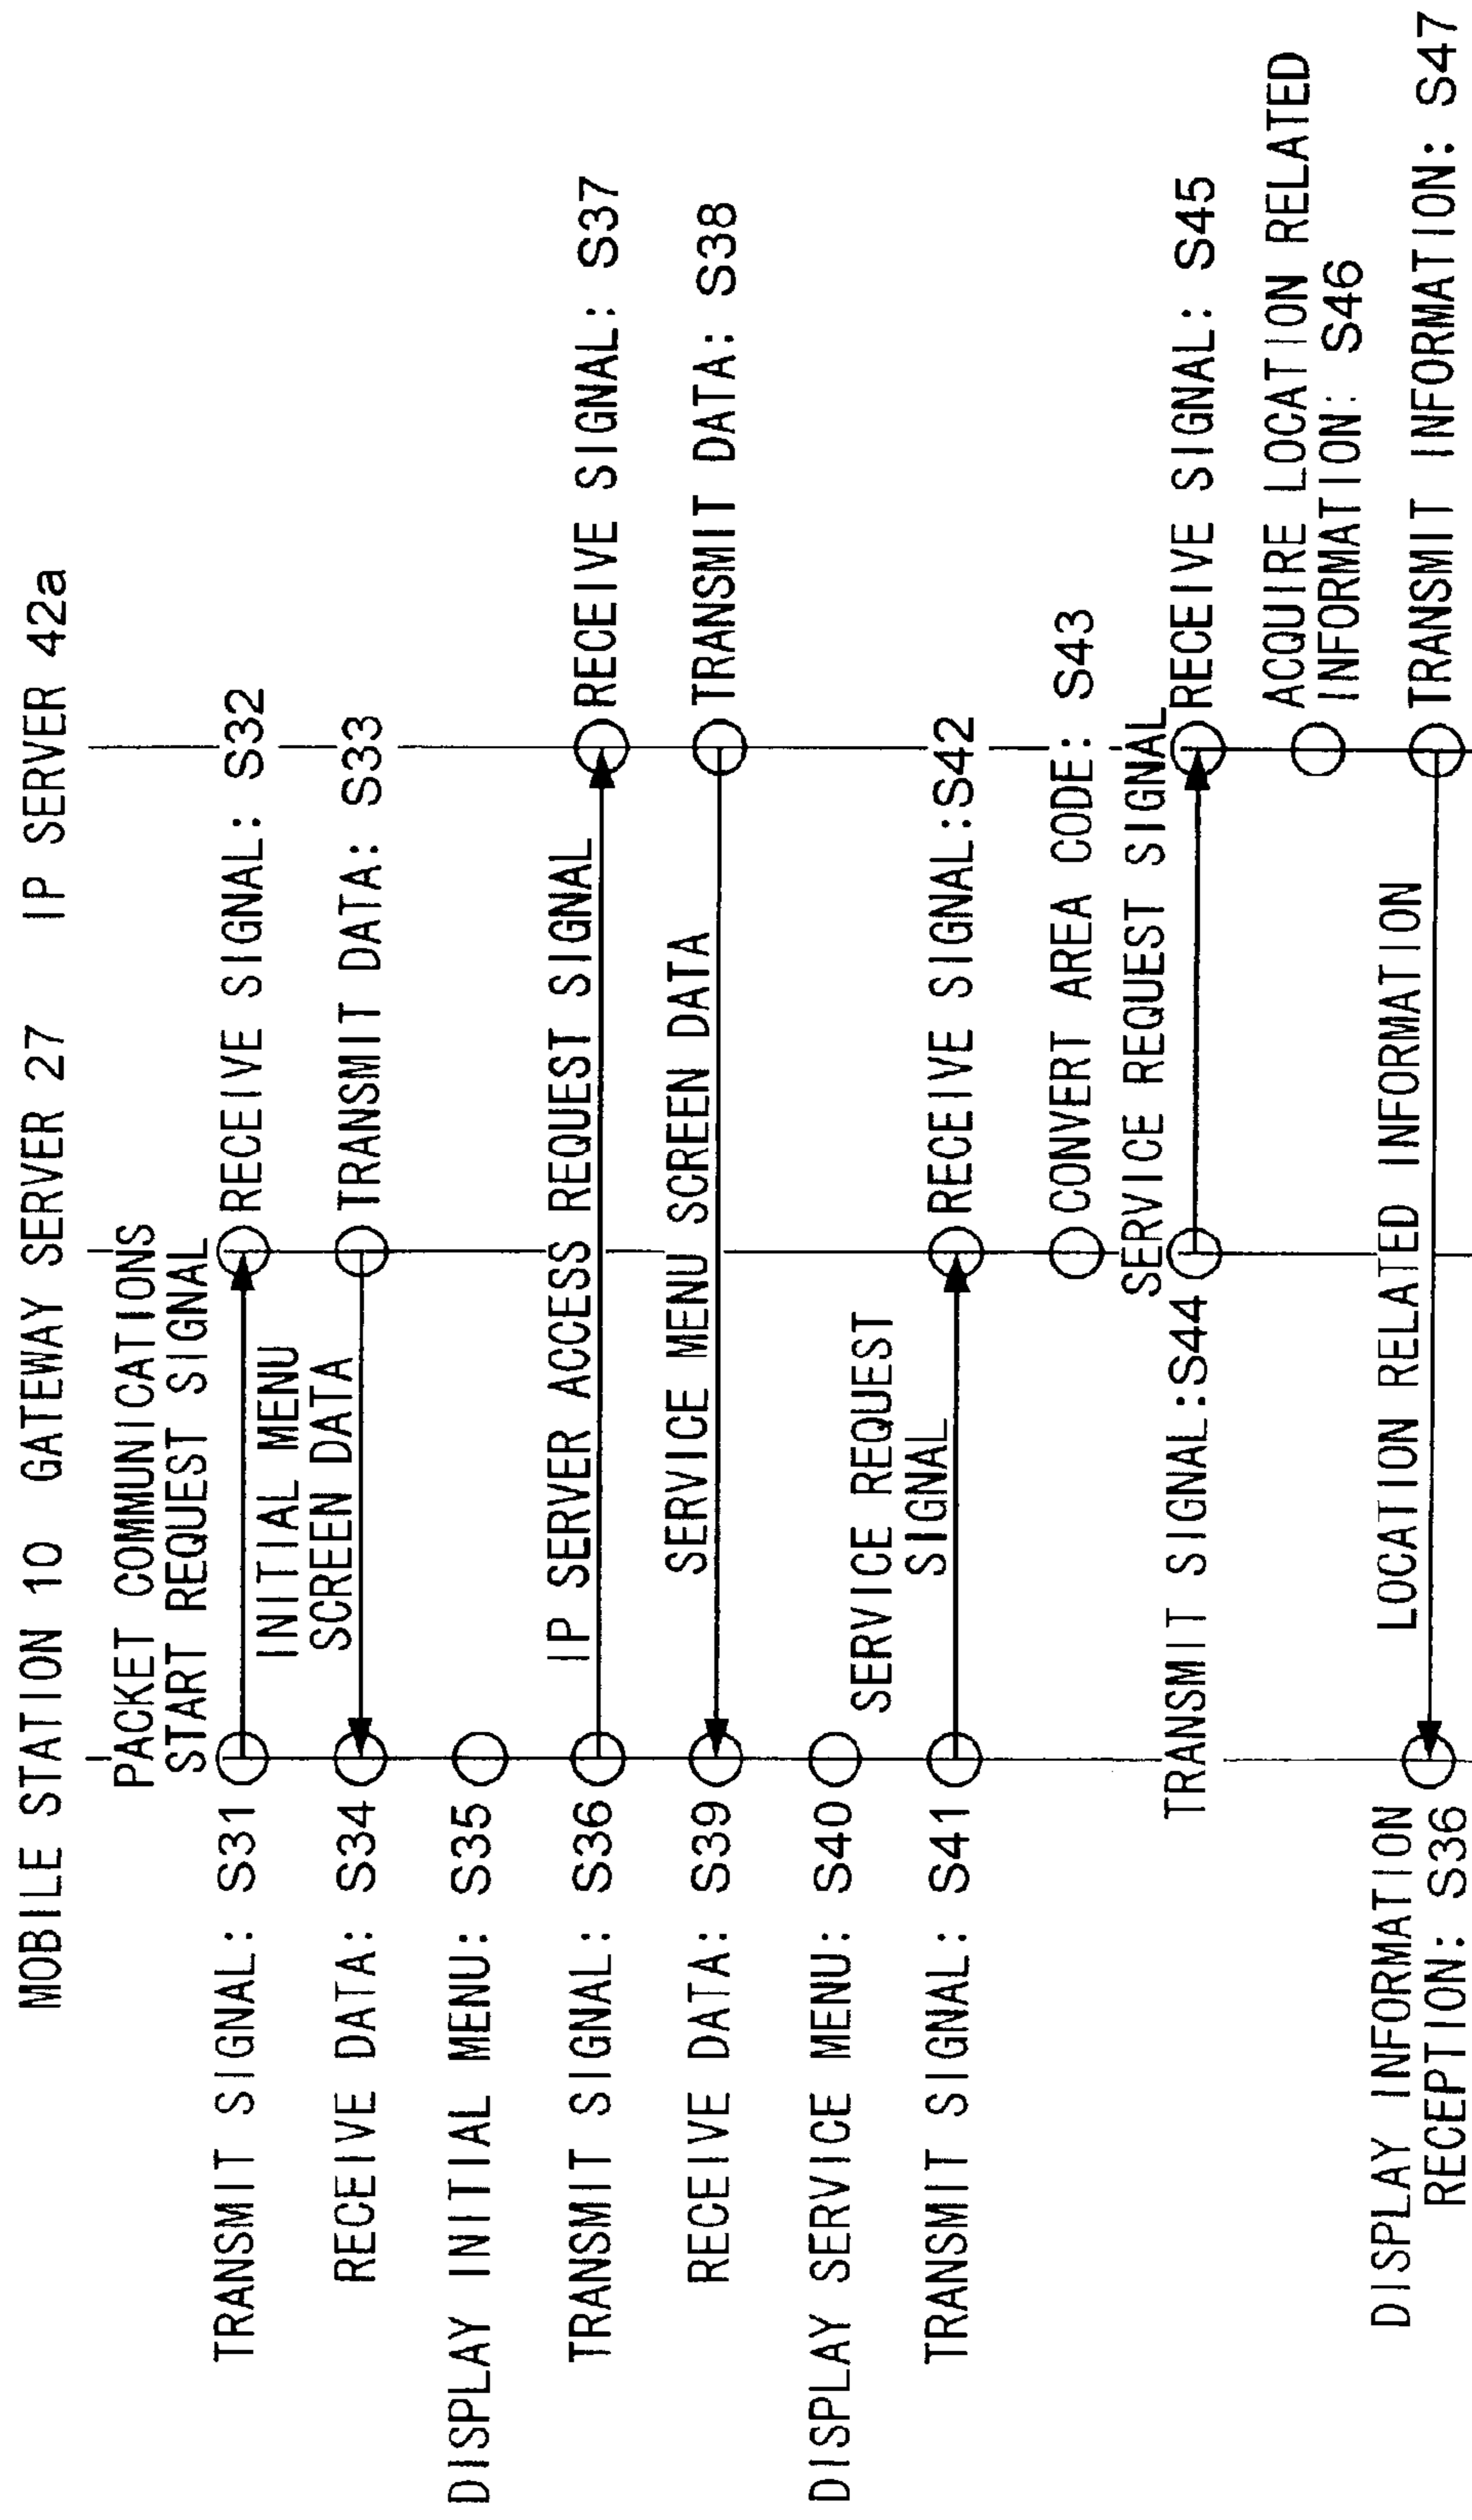 MOBILE STATION 10 GATEWAY SERVER 27 IP SERVER 42a
PACKET COMMUNICATIONS
START REQUEST SIGNAL
TRANSMIT SIGNAL: S31
RECEIVE SIGNAL: S32
INITIAL MENU
SCREEN DATA
RECEIVE DATA: S34
TRANSMIT DATA: S33
DISPLAY INITIAL MENU: S35
IP SERVER ACCESS REQUEST SIGNAL
TRANSMIT SIGNAL: S36
RECEIVE SIGNAL: S37
SERVICE MENU SCREEN DATA
RECEIVE DATA: S39
TRANSMIT DATA: S38
DISPLAY SERVICE MENU: S40
SERVICE REQUEST
SIGNAL
TRANSMIT SIGNAL: S41
RECEIVE SIGNAL:S42
CONVERT AREA CODE: S43
SERVICE REQUEST SIGNAL
TRANSMIT SIGNAL:S44
RECEIVE SIGNAL: S45
ACQUIRE LOCATION RELATED
INFORMATION: S46
LOCATION RELATED INFORMATION
DISPLAY INFORMATION
RECEPTION: S36
TRANSMIT INFORMATION: S47